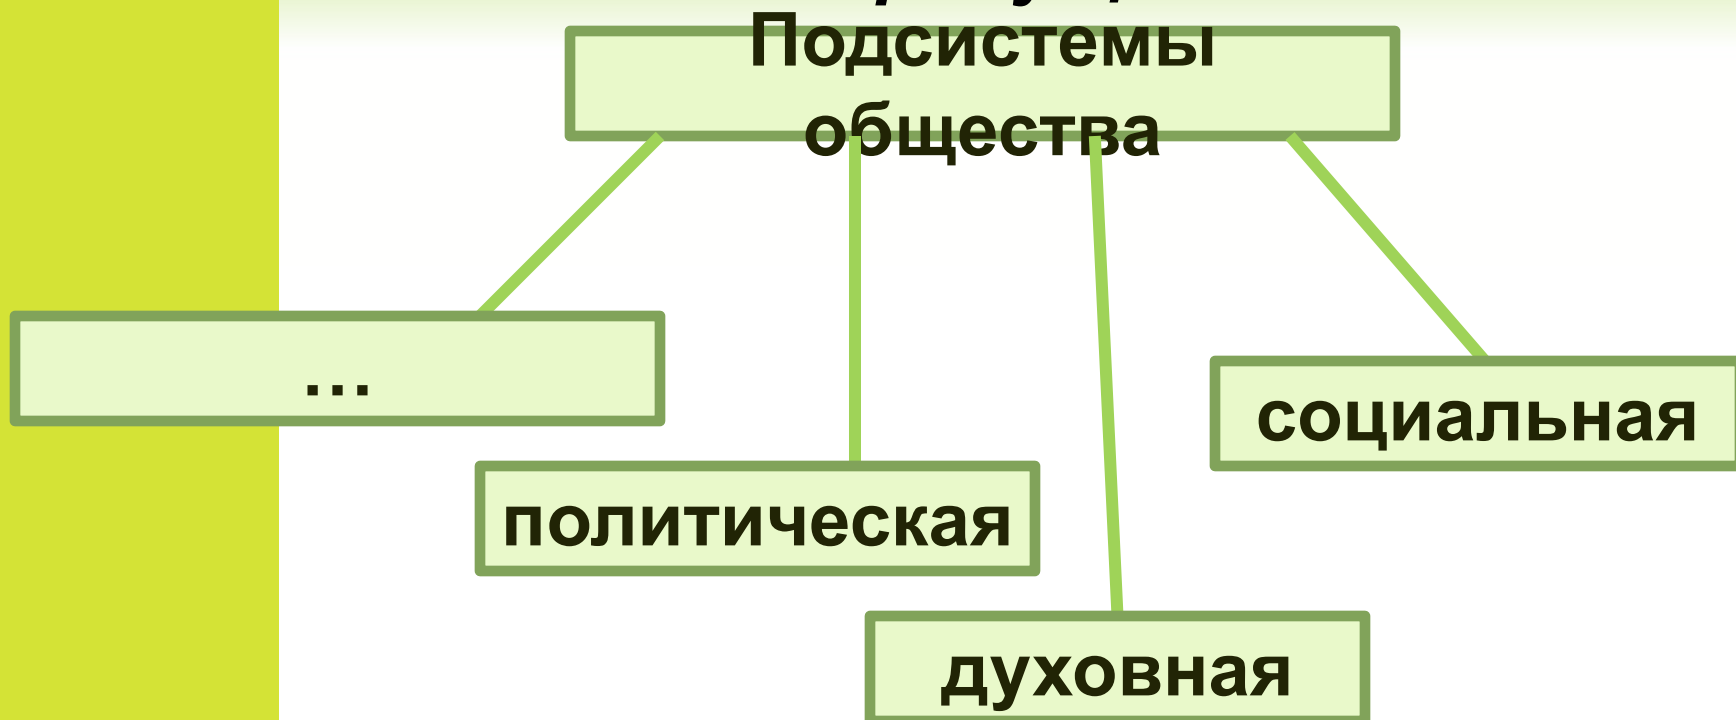 Подсистемы
общества
...
социальная
политическая
духовная